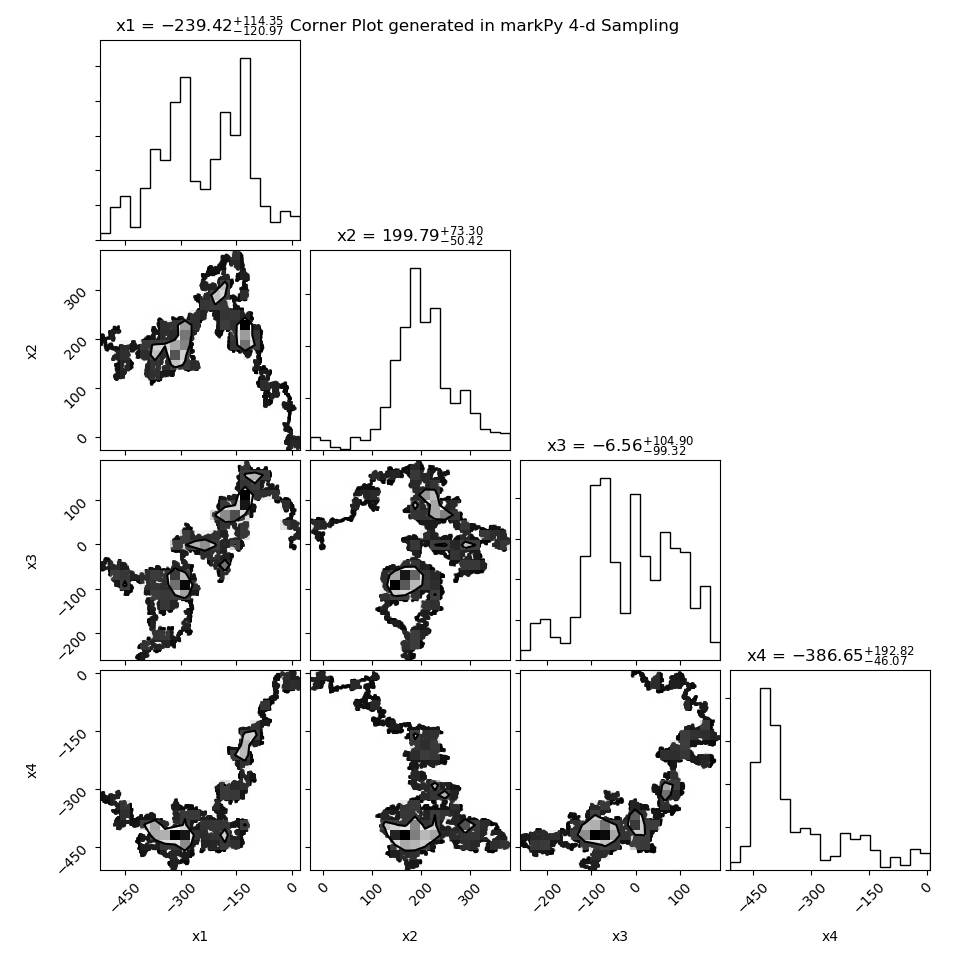 x1 = −239.42+114.35−120.97 Corner Plot generated in markPy 4-d Sampling
x2 = 199.79+73.30−50.42
300
200
100
0
x2
x3 = −6.56+104.90−99.32
100
0
−100
−200
x3
x4 = −386.65+192.82−46.07
0
−150
−300
−450
x4
−450 −300 −150 0
0 100 200 300
−200 −100 0 100
−450 −300 −150 0
x1 x2 x3 x4